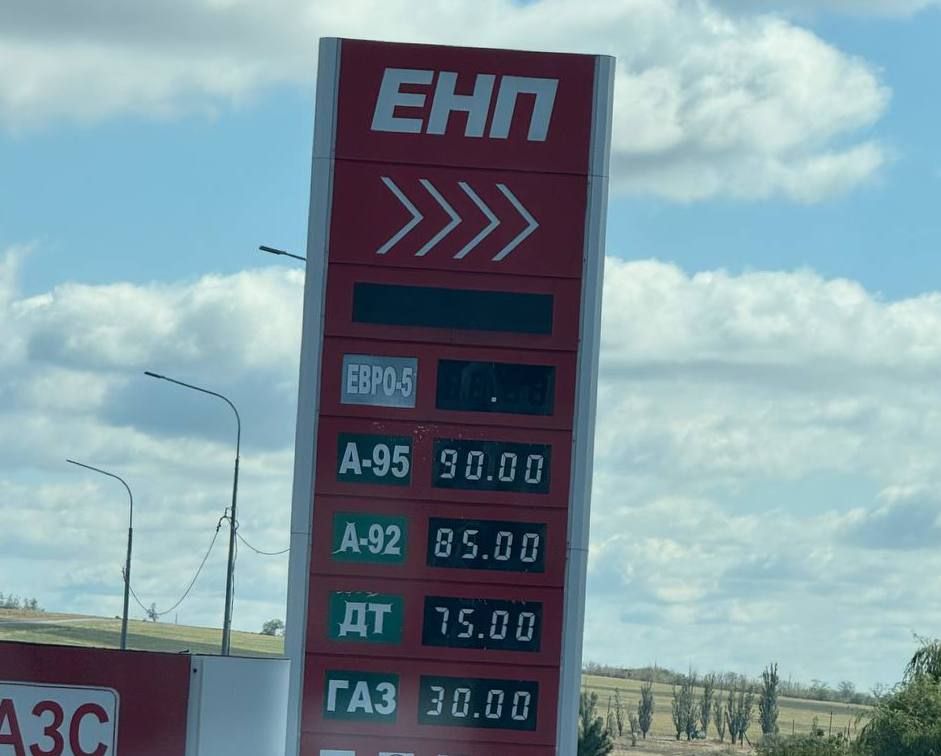 ЕНП
ЕВРО-5 .
А-95 90.00
А-92 85.00
ДТ 75.00
ГАЗ 30.00
АЗС